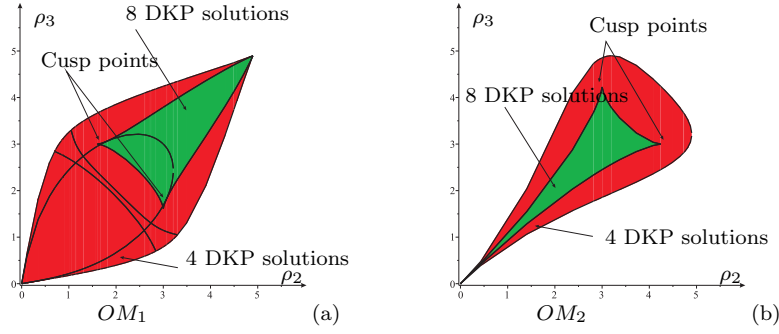 8 DKP solutions
ρ3
Cusp points
5
4
3
2
1
0
0 1 2 3 4 5
4 DKP solutions
ρ2
OM1
(a)
ρ3
Cusp points
5
4
8 DKP solutions
3
2
1
0
0 1 2 3 4 5
4 DKP solutions
ρ2
OM2
(b)